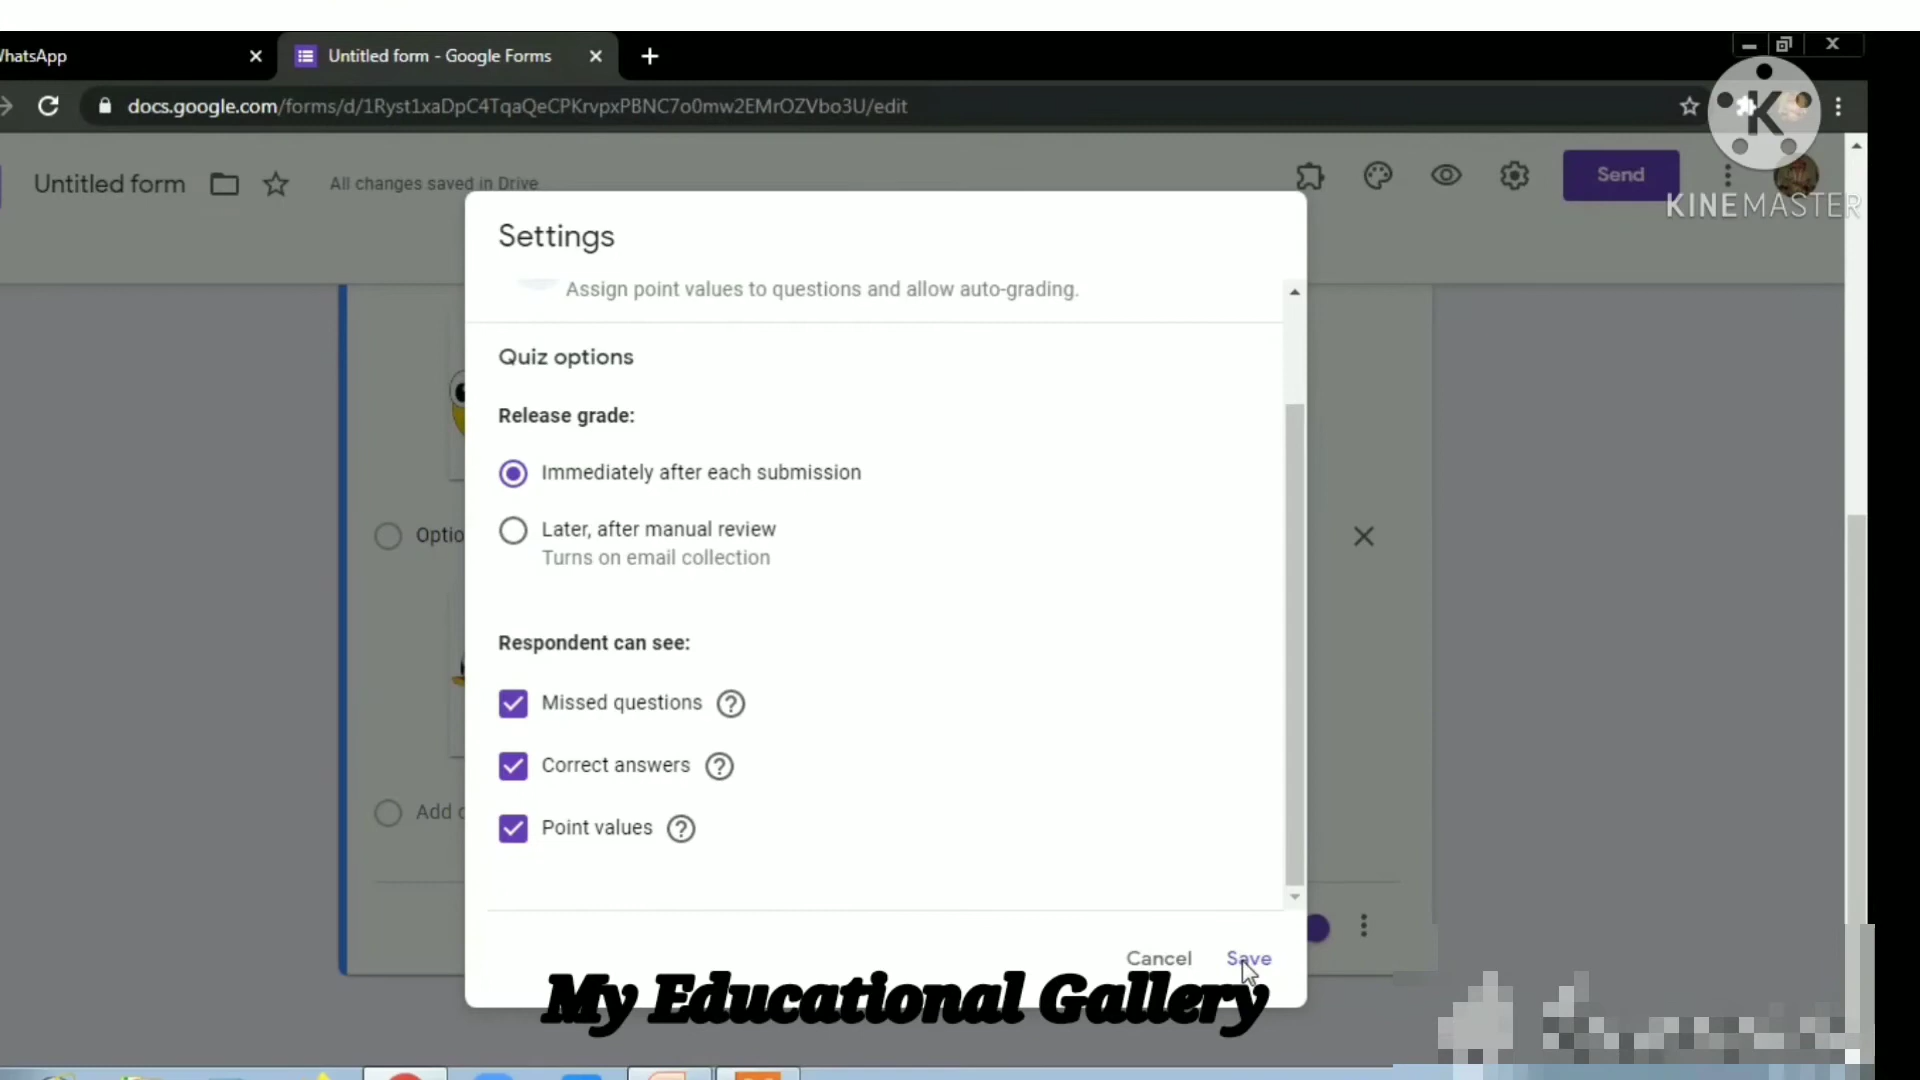 WhatsApp
Untitled form - Google Forms
docs.google.com/forms/d/1Ryst1xaDpC4TqaQeCPKrvpxPBNC7o0mw2EMrOZVbo3U/edit
K
KINEMASTER
Untitled form
All changes saved in Drive
Send
Settings
Assign point values to questions and allow auto-grading.
Quiz options
Release grade:
Immediately after each submission
Later, after manual review
Turns on email collection
Optio
Respondent can see:
Missed questions
Correct answers
Point values
Add
Cancel Save
My Educational Gallery